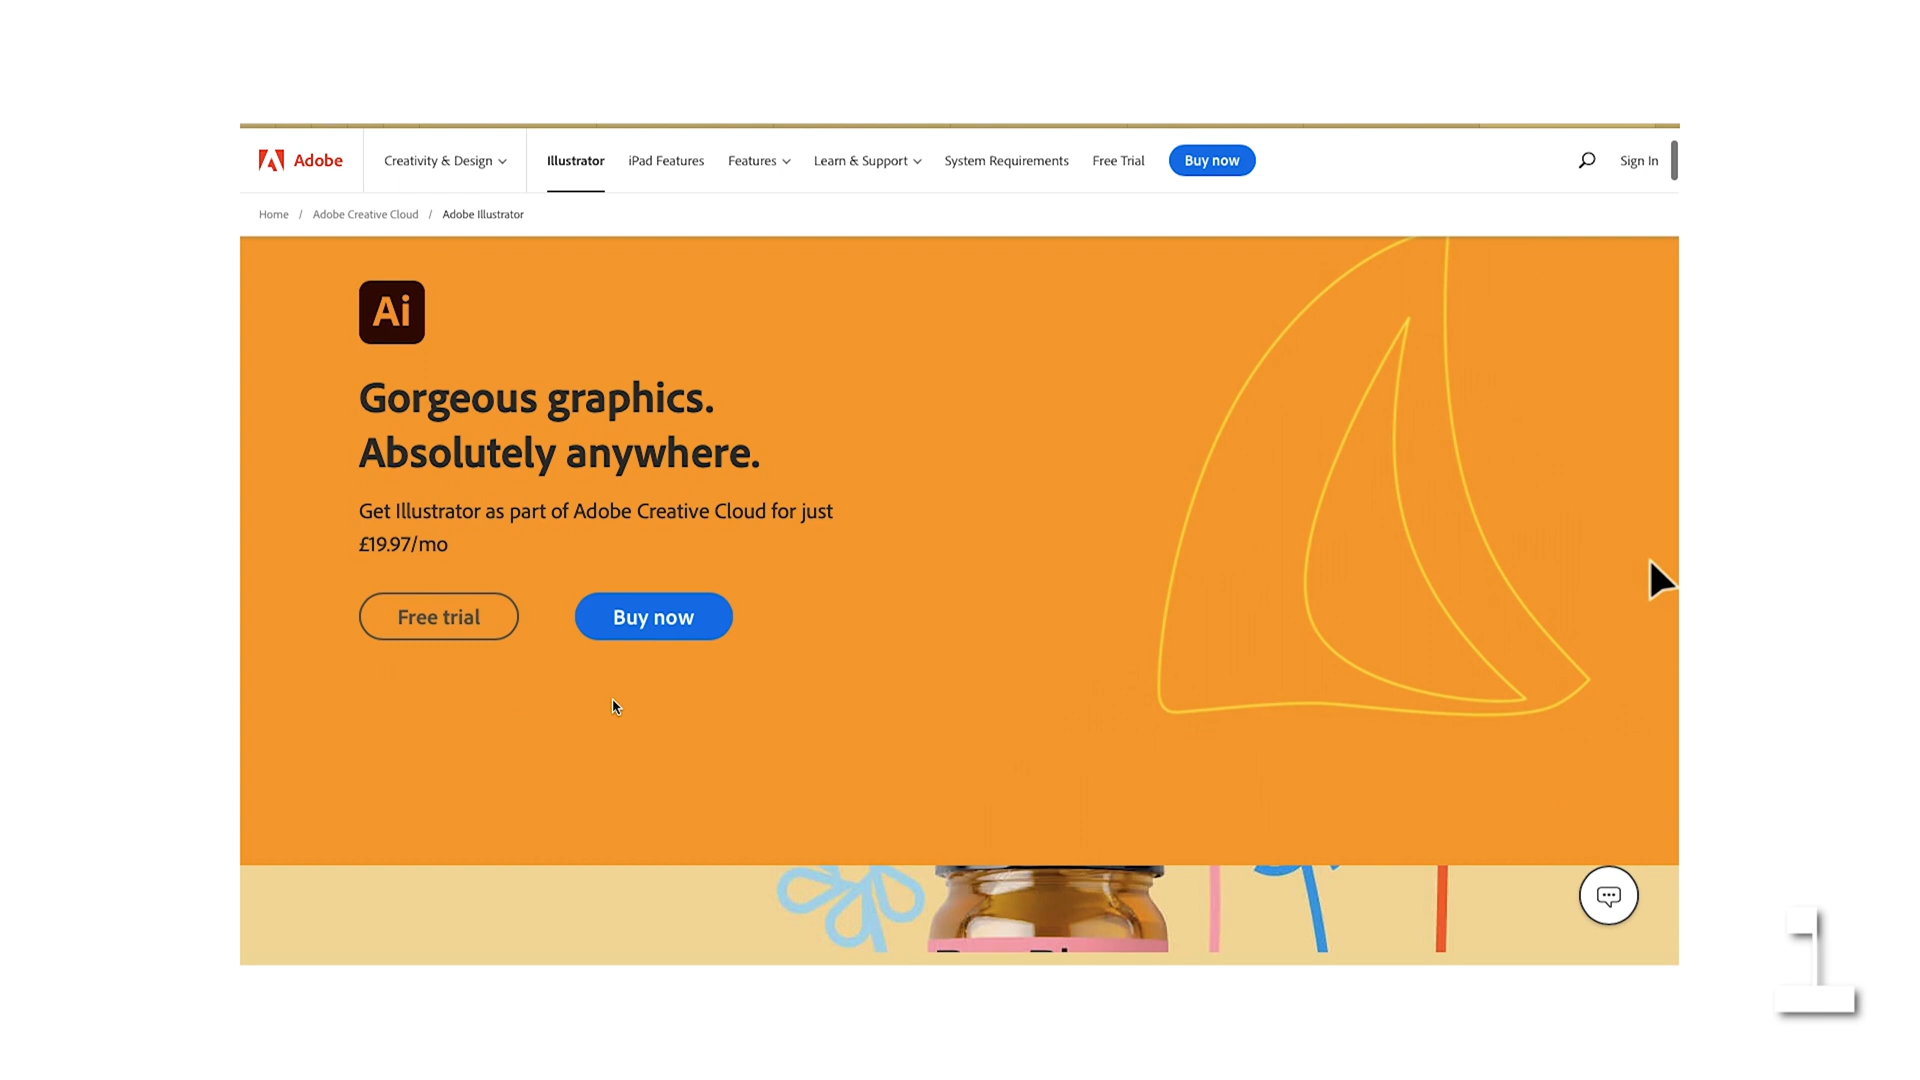 Adobe
Creativity & Design
Illustrator
iPad Features
Features
Learn & Support
System Requirements
Free Trial
Buy now
Sign In
Home / Adobe Creative Cloud / Adobe Illustrator
Ai
Gorgeous graphics.
Absolutely anywhere.
Get Illustrator as part of Adobe Creative Cloud for just
£19.97/mo
Free trial
Buy now
1